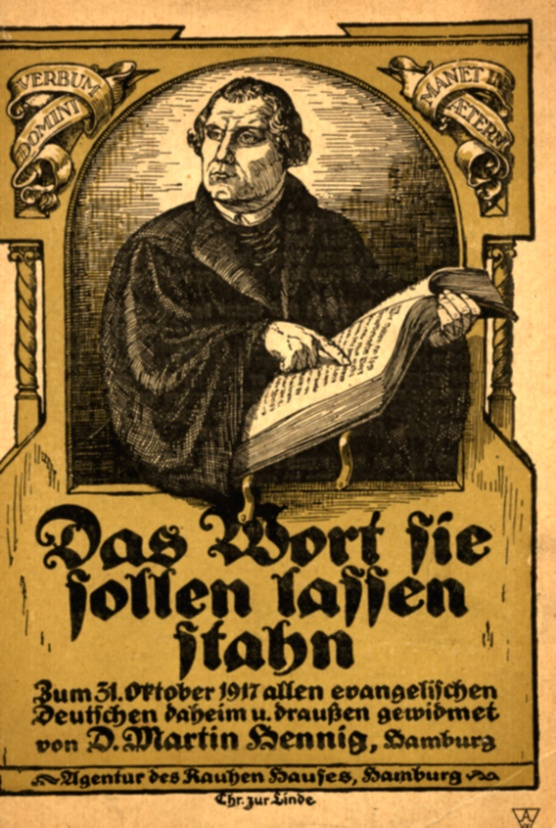 VERBUM
DOMINI
MANET IN
ÆTERN
Das Wort sie
sollen lassen
stahn
Zum 31. Oktober 1917 allen evangelischen
Deutschen daheim u. draußen gewidmet
von D. Martin Hennig, Hamburg
Agentur des Rauhen Hauses, Hamburg
Chr. zur Linde
A